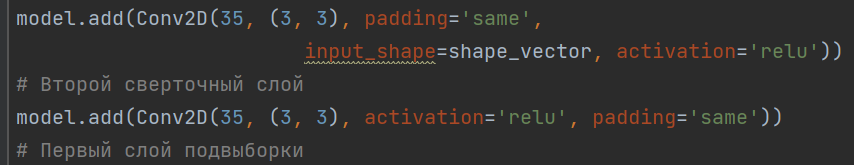 model.add(Conv2D(35, (3, 3), padding='same',
input_shape=shape_vector, activation='relu'))
# Второй сверточный слой
model.add(Conv2D(35, (3, 3), activation='relu', padding='same'))
# Первый слой подвыборки